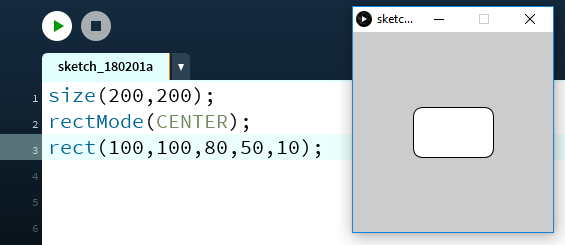 sketc...
sketch_180201a
1 size(200,200);
2 rectMode(CENTER);
3 rect(100,100,80,50,10);
4
5
6